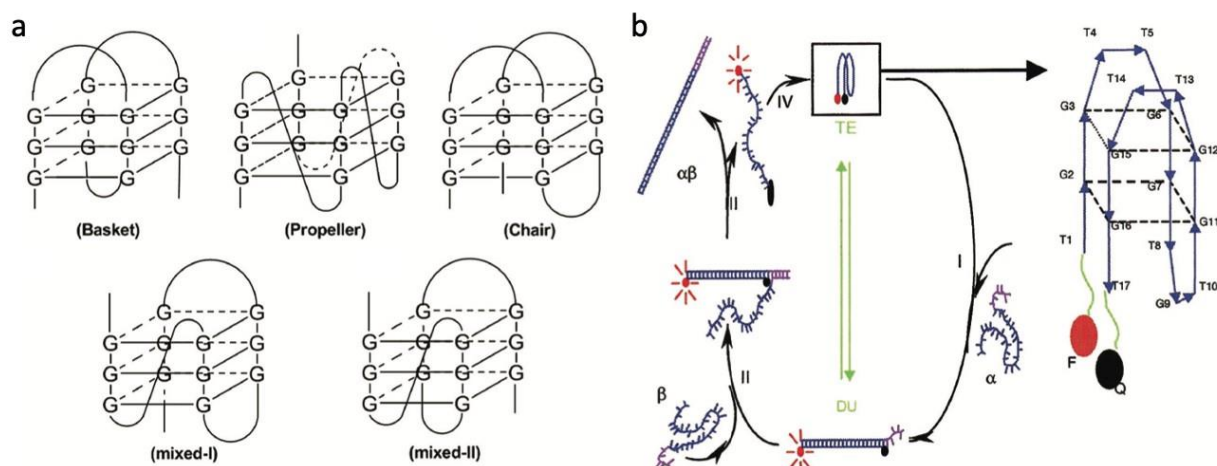 a
G G
G G G G
G G G G
G G
(Basket)
G G
G G G G
G G G G
G G
(Propeller)
G G
G G G G
G G G G
G G
(Chair)
G G
G G G G
G G G G
G G
(mixed-I)
G G
G G G G
G G G G
G G
(mixed-II)
b
IV
TE
αβ
II
I
II
α
β
DU
T4 T5
T14 T13
G3 G6
G15 G12
G2 G7
G16 G11
T1 T8
T17 G9 T10
F
Q